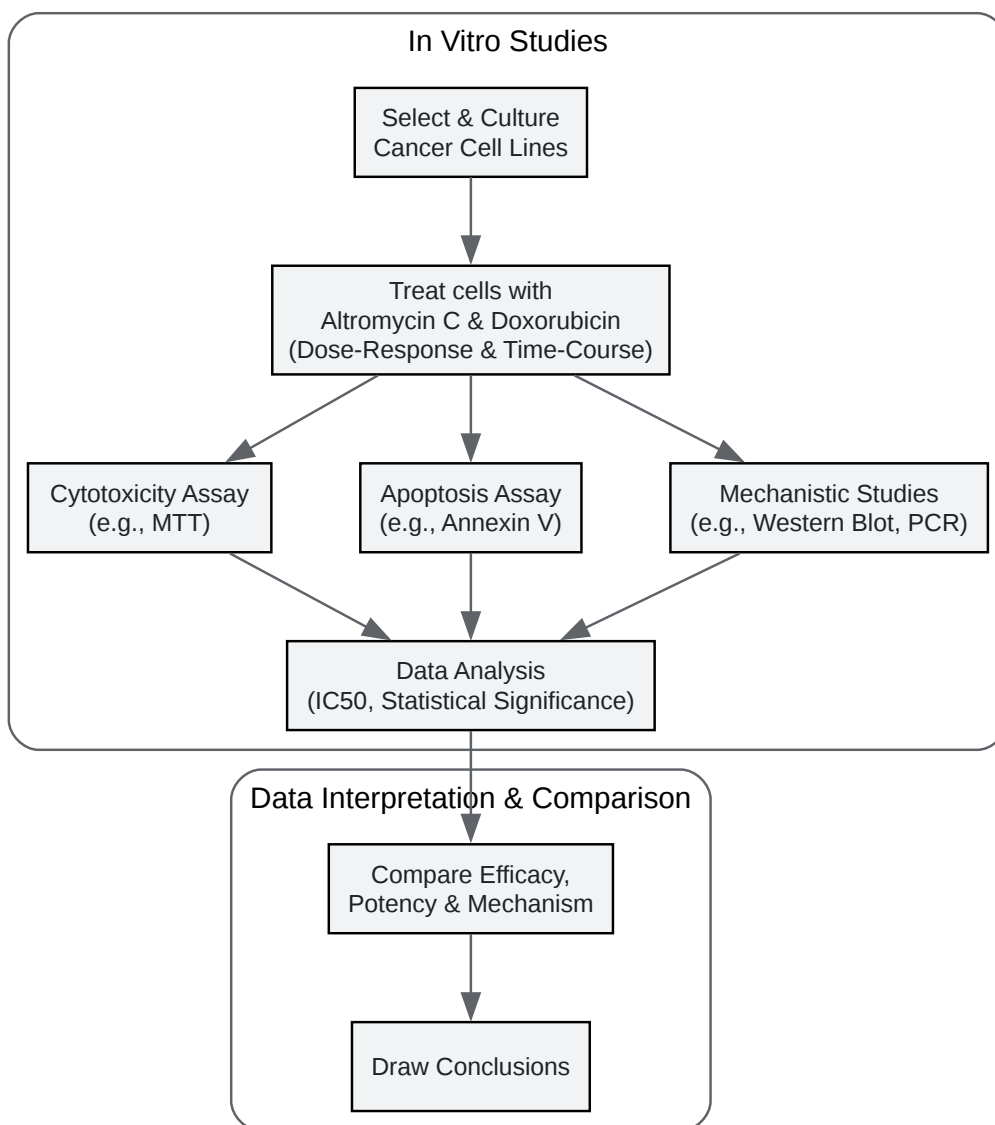 In Vitro Studies
Select & Culture
Cancer Cell Lines
Treat cells with
Altromycin C & Doxorubicin
(Dose-Response & Time-Course)
Cytotoxicity Assay
(e.g., MTT)
Apoptosis Assay
(e.g., Annexin V)
Mechanistic Studies
(e.g., Western Blot, PCR)
Data Analysis
(IC50, Statistical Significance)
Data Interpretation & Comparison
Compare Efficacy,
Potency & Mechanism
Draw Conclusions